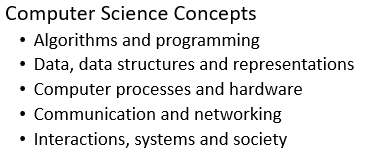 Computer Science Concepts
• Algorithms and programming
• Data, data structures and representations
• Computer processes and hardware
• Communication and networking
• Interactions, systems and society